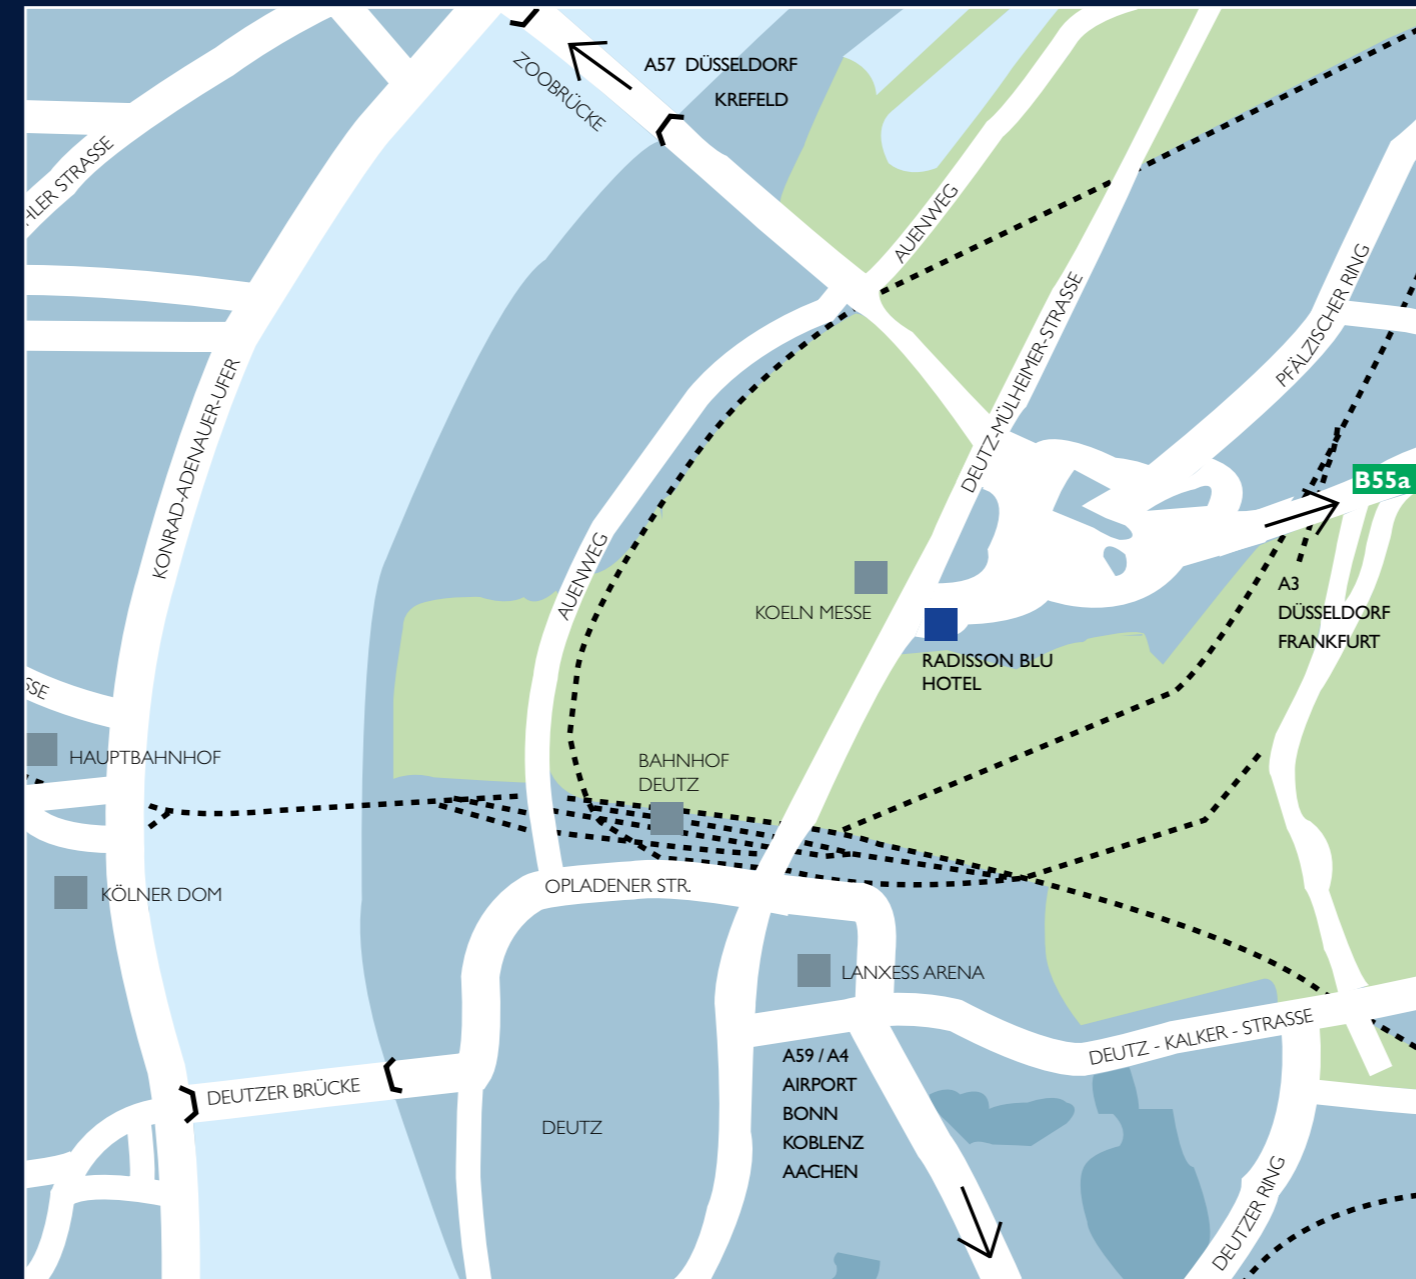 ZOOBRÜCKE
A57 DÜSSELDORF
KREFELD
HLER STRASSE
AUENWEG
DEUTZ-MÜLHEIMER-STRASSE
PFÄLZISCHER RING
KONRAD-ADENAUER-UFER
B55a
AUENWEG
KOELN MESSE
A3
DÜSSELDORF
FRANKFURT
RADISSON BLU
HOTEL
SSE
HAUPTBAHNHOF
BAHNHOF
DEUTZ
KÖLNER DOM
OPLADENER STR.
LANXESS ARENA
DEUTZ - KALKER - STRASSE
A59 / A4
AIRPORT
BONN
KOBLENZ
AACHEN
DEUTZER BRÜCKE
DEUTZ
DEUTZER RING